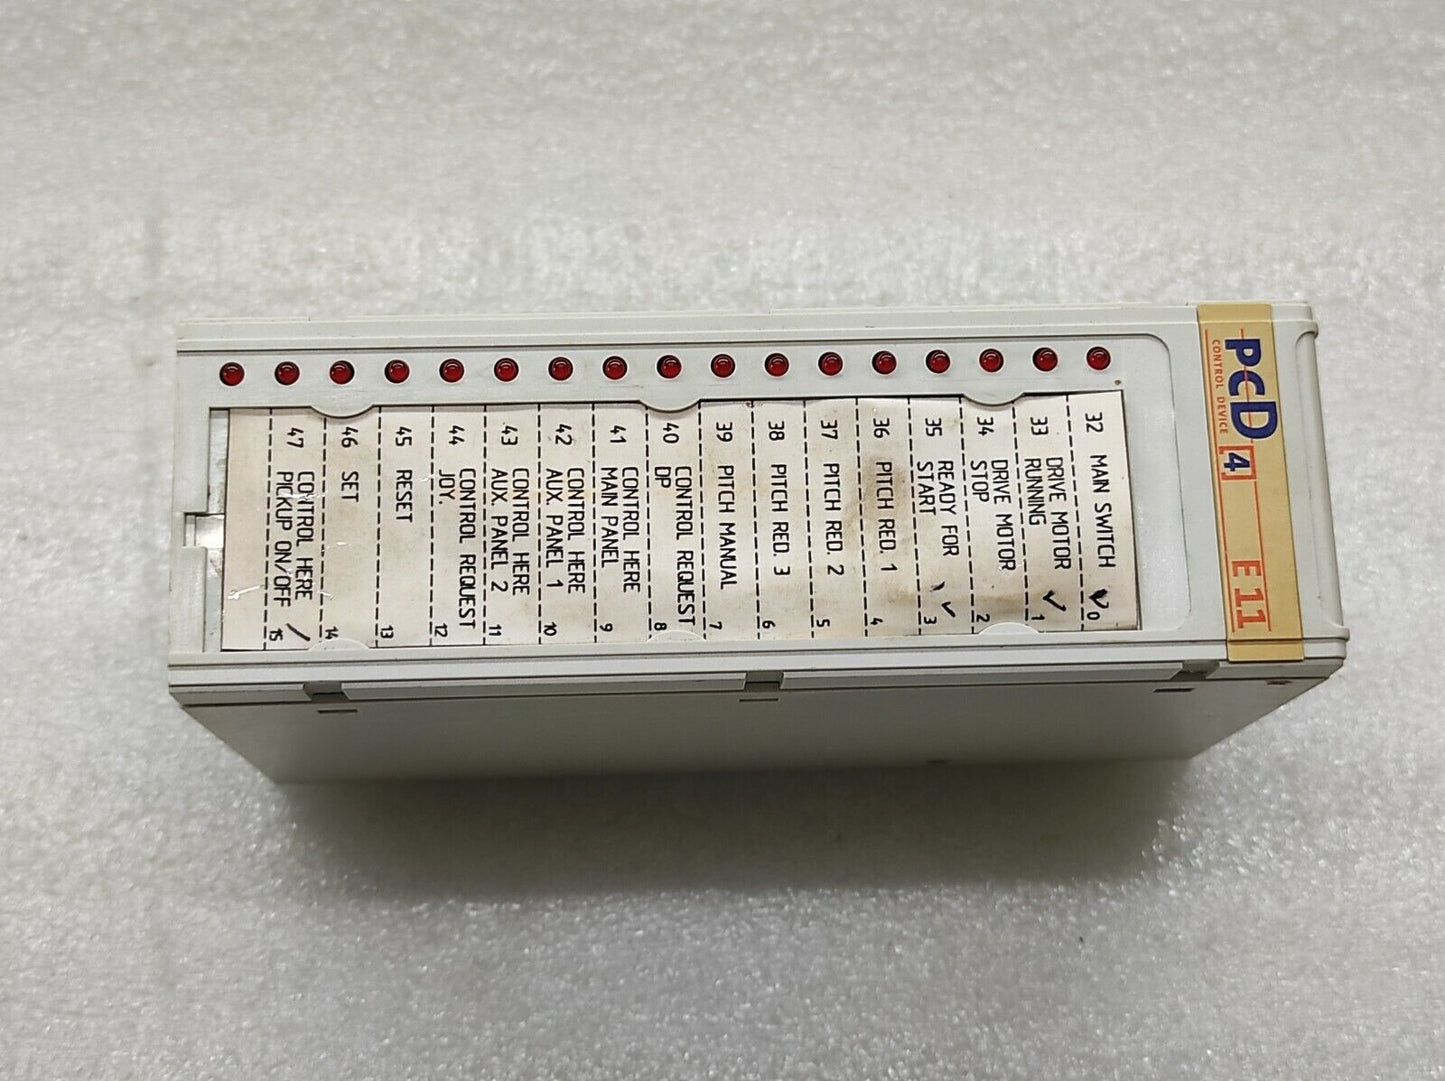 PCD
CONTROL DEVICE
4
E 11
32 MAIN SWITCH 0
33 DRIVE MOTOR
RUNNING 1
34 DRIVE MOTOR
STOP 2
35 READY FOR
START 3
36 PITCH RED. 1 4
37 PITCH RED. 2 5
38 PITCH RED. 3 6
39 PITCH MANUAL 7
40 CONTROL REQUEST
DP 8
41 CONTROL HERE
MAIN PANEL 9
42 CONTROL HERE
AUX. PANEL 1 10
43 CONTROL HERE
AUX. PANEL 2 11
44 CONTROL REQUEST
JOY. 12
45 RESET 13
46 SET 14
47 CONTROL HERE
PICKUP ON/OFF 15